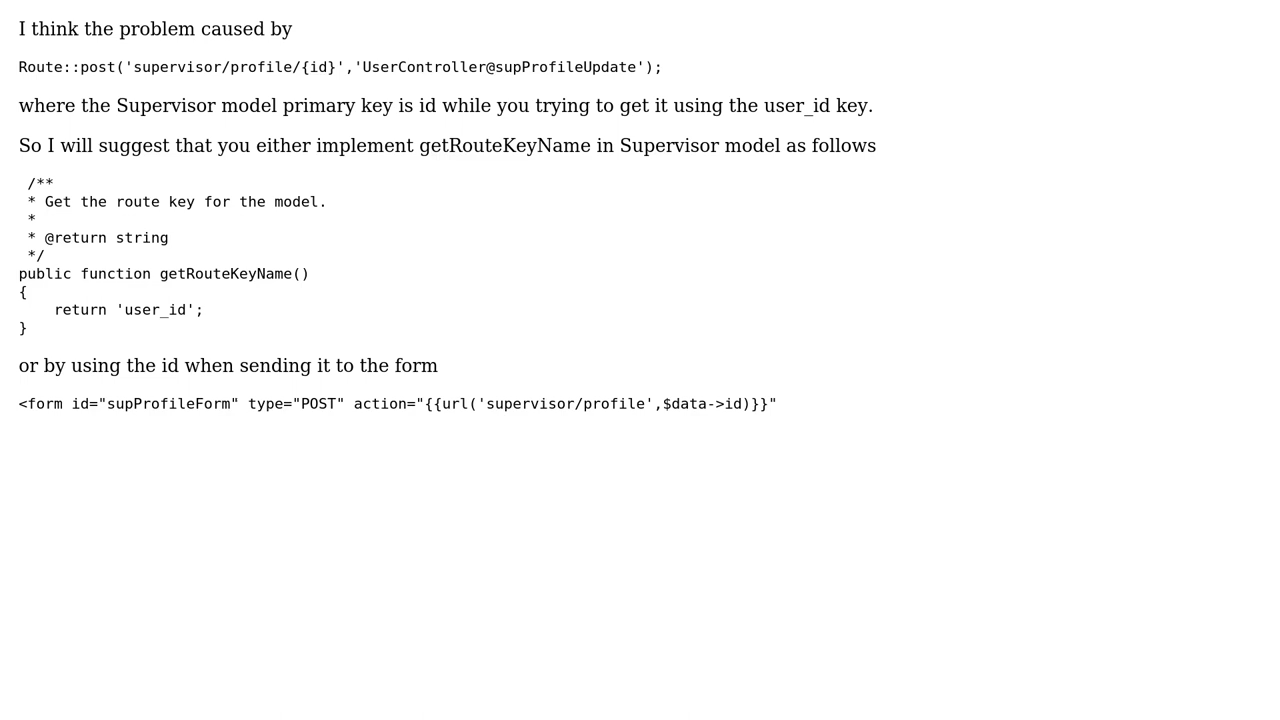 I think the problem caused by
Route::post('supervisor/profile/{id}','UserController@supProfileUpdate');
where the Supervisor model primary key is id while you trying to get it using the user_id key.
So I will suggest that you either implement getRouteKeyName in Supervisor model as follows
/**
* Get the route key for the model.
*
* @return string
*/
public function getRouteKeyName()
{
return 'user_id';
}
or by using the id when sending it to the form
<form id="supProfileForm" type="POST" action="{{url('supervisor/profile',$data->id)}}"